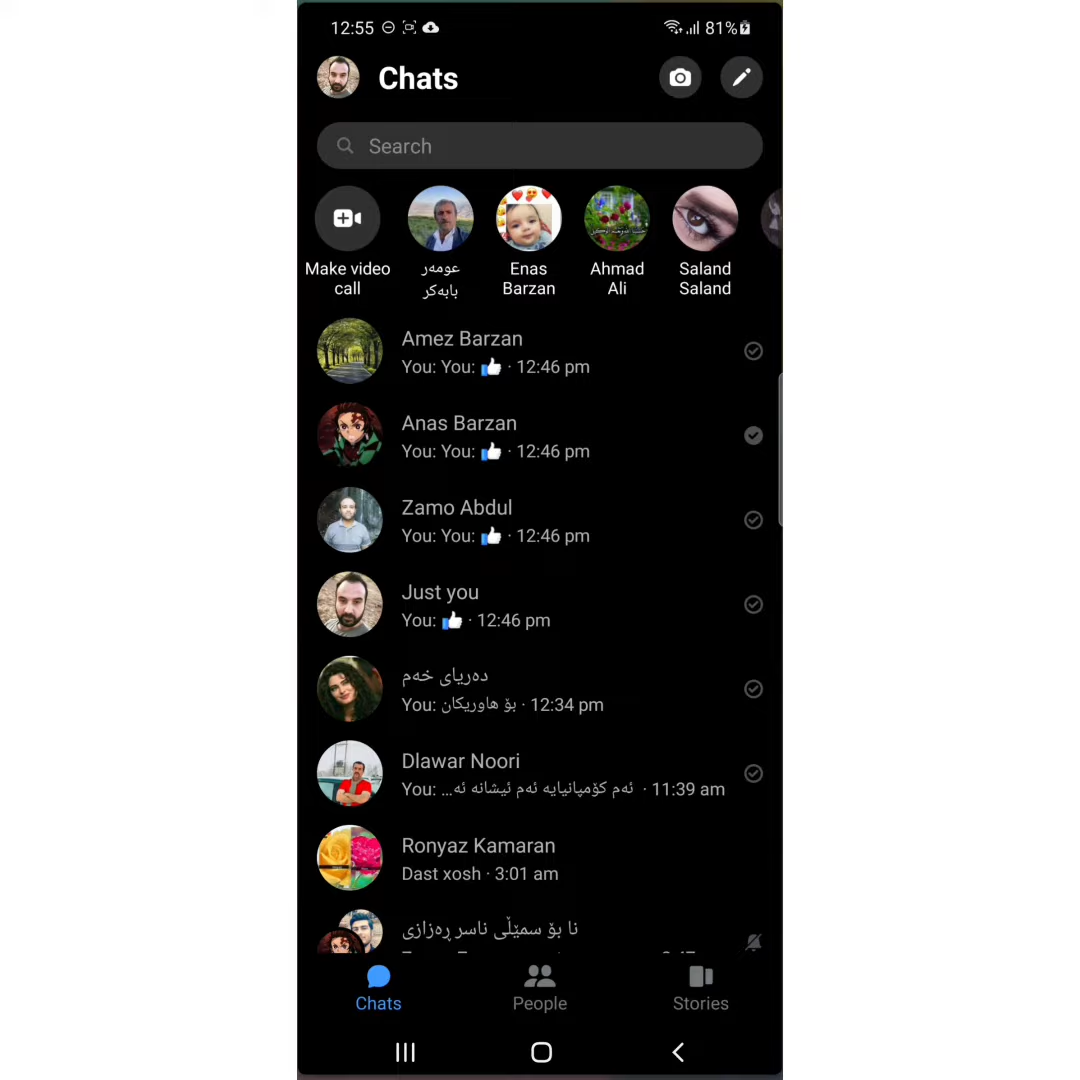 12:55
81%
Chats
Search
Make video
call
عومەر
بابەکر
Enas
Barzan
Ahmad
Ali
Saland
Saland
Amez Barzan
You: You: 👍 · 12:46 pm
Anas Barzan
You: You: 👍 · 12:46 pm
Zamo Abdul
You: You: 👍 · 12:46 pm
Just you
You: 👍 · 12:46 pm
دەریای خەم
You: بۆ هاوریکان · 12:34 pm
Dlawar Noori
You: ئەم کۆمپانیایە ئەم ئیشانە ئە... · 11:39 am
Ronyaz Kamaran
Dast xosh · 3:01 am
نا بۆ سمێڵی ناسر ڕەزازی
Chats
People
Stories